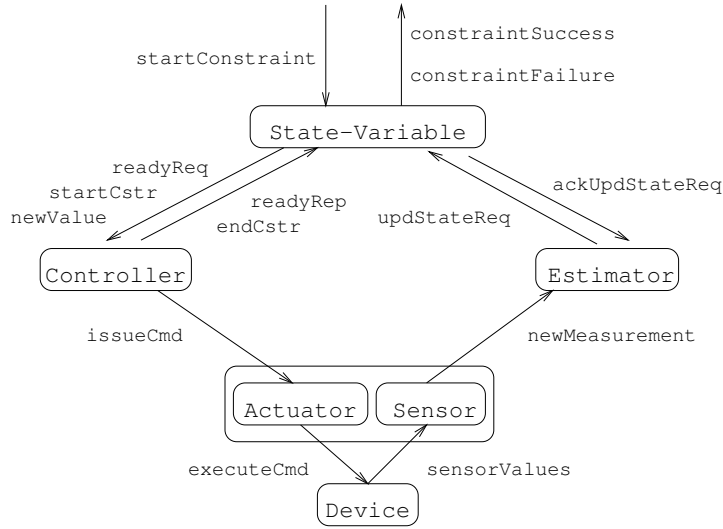 startConstraint
constraintSuccess
constraintFailure
State-Variable
readyReq
startCstr
newValue
readyRep
endCstr
updStateReq
ackUpdStateReq
Controller
Estimator
issueCmd
newMeasurement
Actuator
Sensor
executeCmd
sensorValues
Device